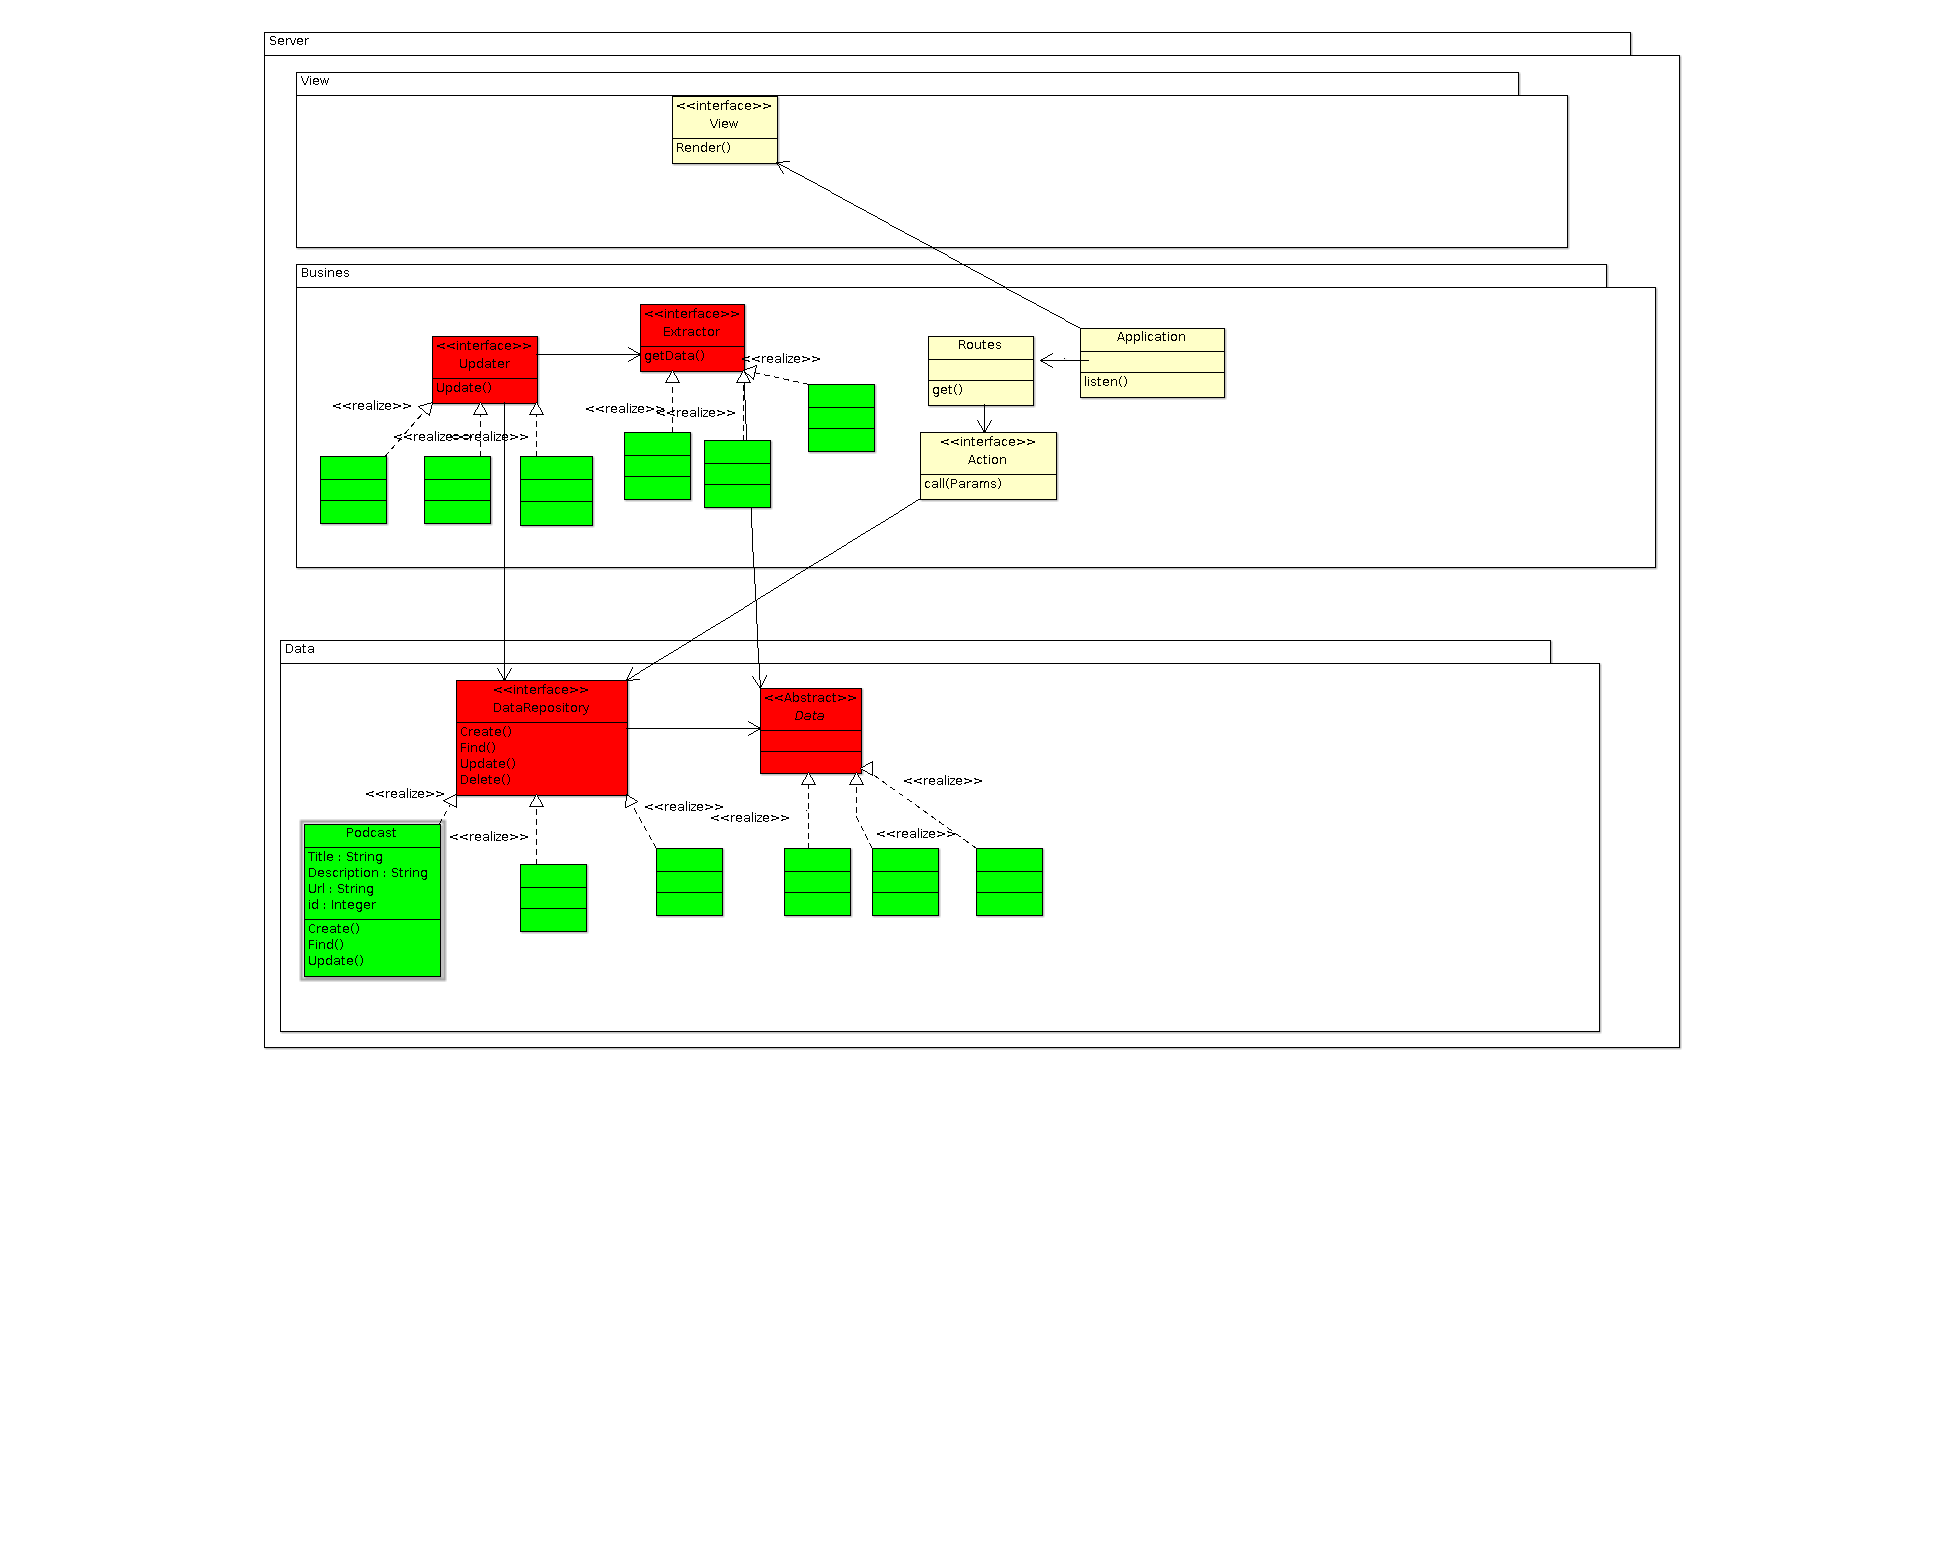 Server
View
<<interface>>
View
Render()
Busines
<<interface>>
Updater
Update()
<<interface>>
Extractor
getData()
<<realize>>
<<realize>>
<<realize>>
<<realize>>
<<realize>>
<<realize>>
Routes
get()
Application
listen()
<<interface>>
Action
call(Params)
Data
<<interface>>
DataRepository
Create()
Find()
Update()
Delete()
<<Abstract>>
Data
<<realize>>
<<realize>>
<<realize>>
<<realize>>
<<realize>>
<<realize>>
Podcast
Title : String
Description : String
Url : String
id : Integer
Create()
Find()
Update()